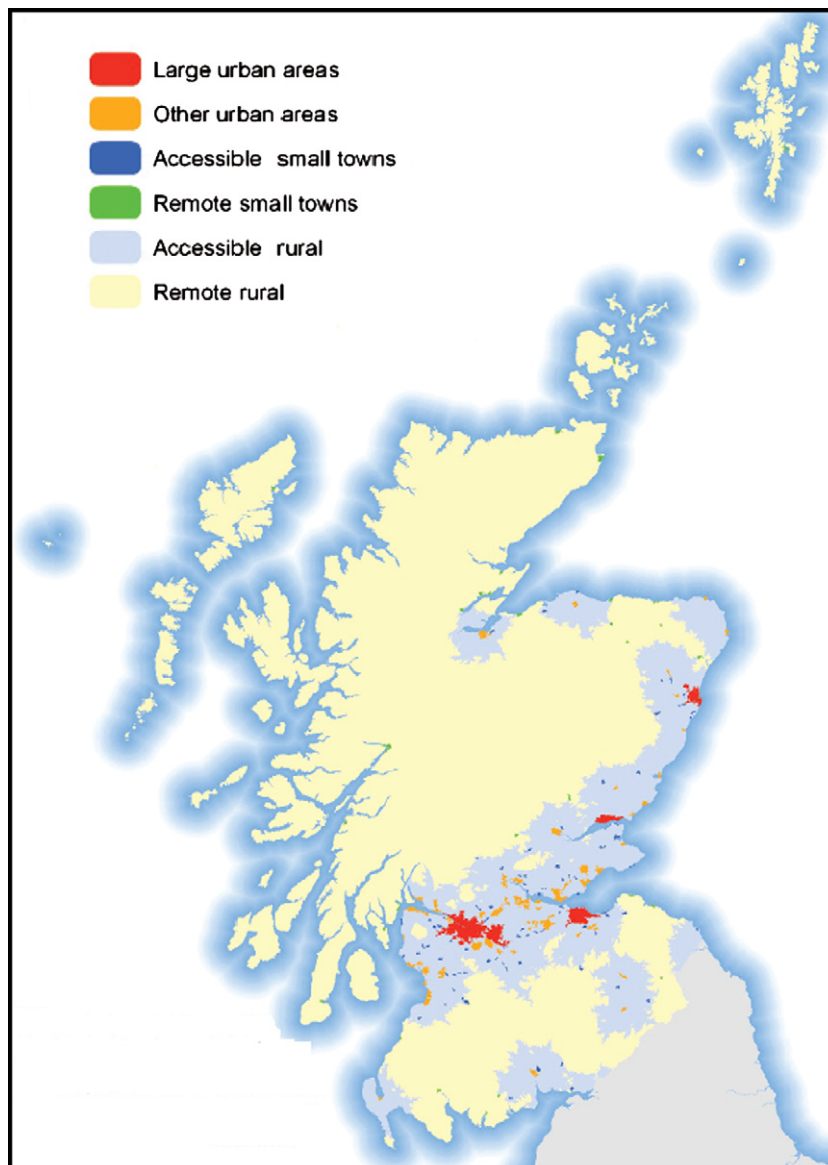 Large urban areas
Other urban areas
Accessible small towns
Remote small towns
Accessible rural
Remote rural